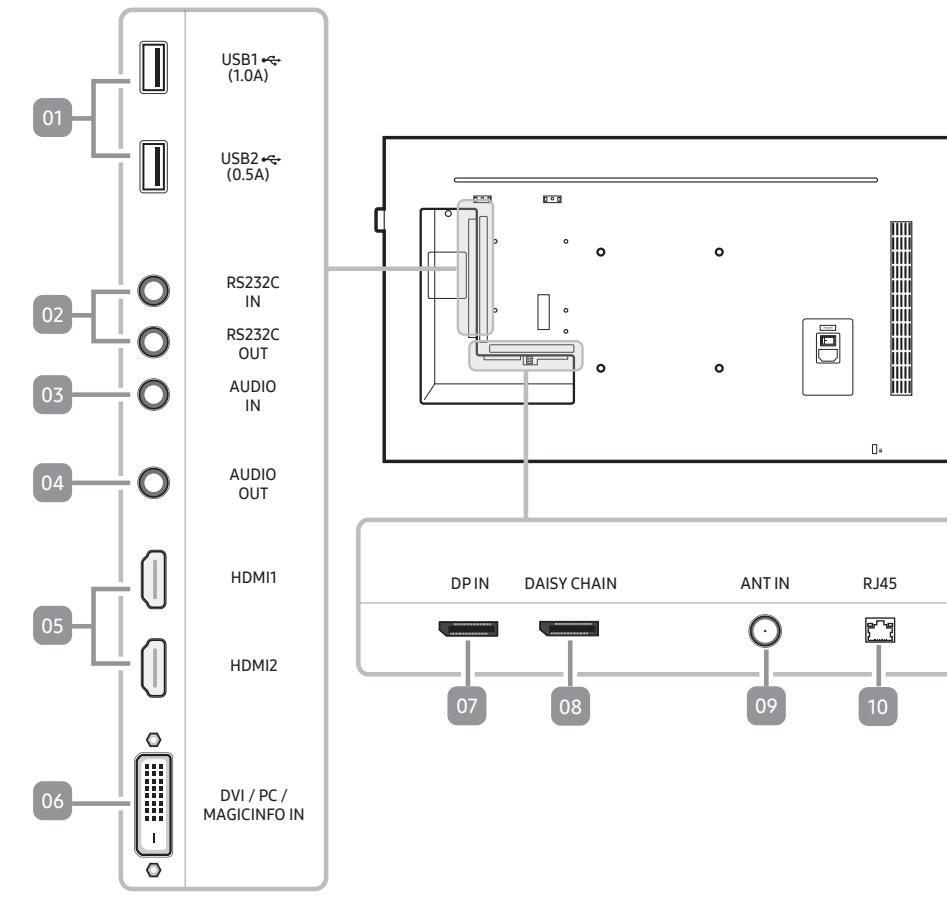 01
USB1
(1.0A)
USB2
(0.5A)
02
RS232C
IN
RS232C
OUT
03
AUDIO
IN
04
AUDIO
OUT
05
HDMI1
HDMI2
06
DVI / PC /
MAGICINFO IN
DP IN DAISY CHAIN ANT IN RJ45
07 08 09 10